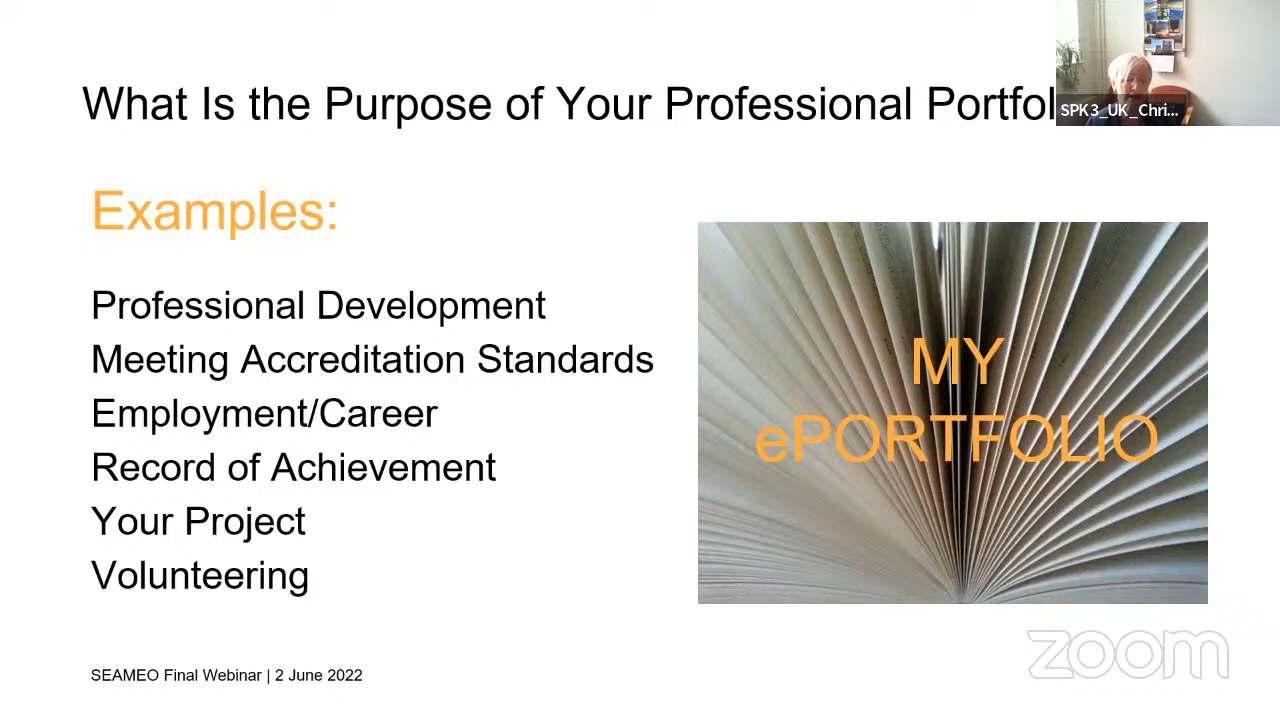 What Is the Purpose of Your Professional Portfol
SPK3_UK_Chri...
Examples:
Professional Development
Meeting Accreditation Standards
Employment/Career
Record of Achievement
Your Project
Volunteering
MY
ePORTFOLIO
SEAMEO Final Webinar | 2 June 2022
zoom